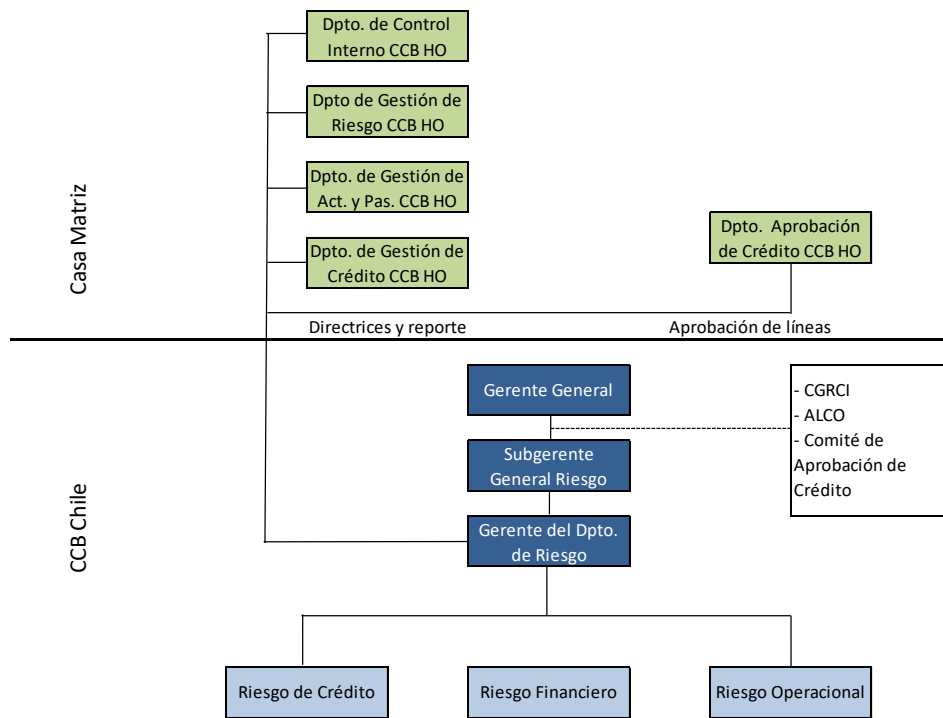 Casa Matriz
Dpto. de Control
Interno CCB HO
Dpto de Gestión de
Riesgo CCB HO
Dpto. de Gestión de
Act. y Pas. CCB HO
Dpto. de Gestión de
Crédito CCB HO
Dpto. Aprobación
de Crédito CCB HO
Directrices y reporte
Aprobación de líneas
CCB Chile
Gerente General
Subgerente
General Riesgo
Gerente del Dpto.
de Riesgo
- CGRCI
- ALCO
- Comité de
Aprobación de
Crédito
Riesgo de Crédito
Riesgo Financiero
Riesgo Operacional